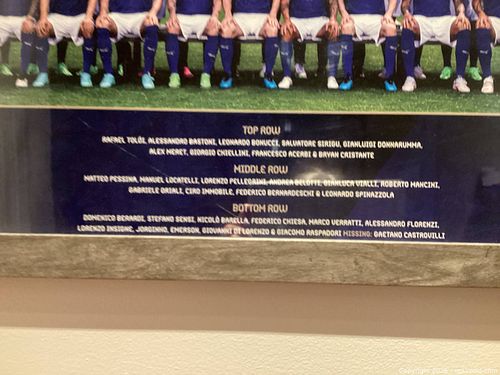 TOP ROW
RAFAEL TOLÓI, ALESSANDRO BASTONI, LEONARDO BONUCCI, SALVATORE SIRIGU, GIANLUIGI DONNARUMMA,
ALEX MERET, GIORGIO CHIELLINI, FRANCESCO ACERBI & BRYAN CRISTANTE
MIDDLE ROW
MATTEO PESSINA, MANUEL LOCATELLI, LORENZO PELLEGRINI, ANDREA BELOTTI, GIANLUCA VIALLI, ROBERTO MANCINI,
GABRIELE ORIALI, CIRO IMMOBILE, FEDERICO BERNARDESCHI & LEONARDO SPINAZZOLA
BOTTOM ROW
DOMENICO BERARDI, STEFANO SENSI, NICOLÒ BARELLA, FEDERICO CHIESA, MARCO VERRATTI, ALESSANDRO FLORENZI,
LORENZO INSIGNE, JORGINHO, EMERSON, GIOVANNI DI LORENZO & GIACOMO RASPADORI MISSING: GAETANO CASTROVILLI